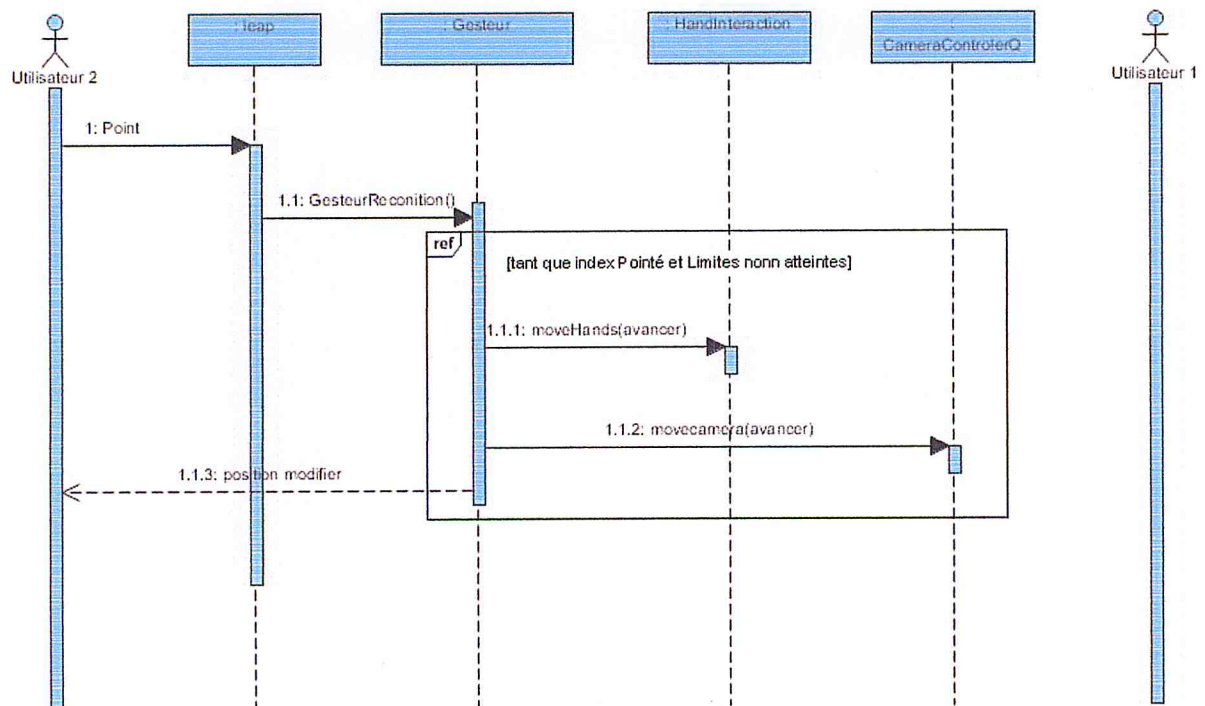 : leap
: Gesteur
: HandInteraction
:
CameraControlerQ
Utilisateur 2
Utilisateur 1
1: Point
1.1: GesteurReconition()
ref
[tant que index Pointé et Limites nonn atteintes]
1.1.1: moveHands(avancer)
1.1.2: movecamera(avancer)
1.1.3: position modifier